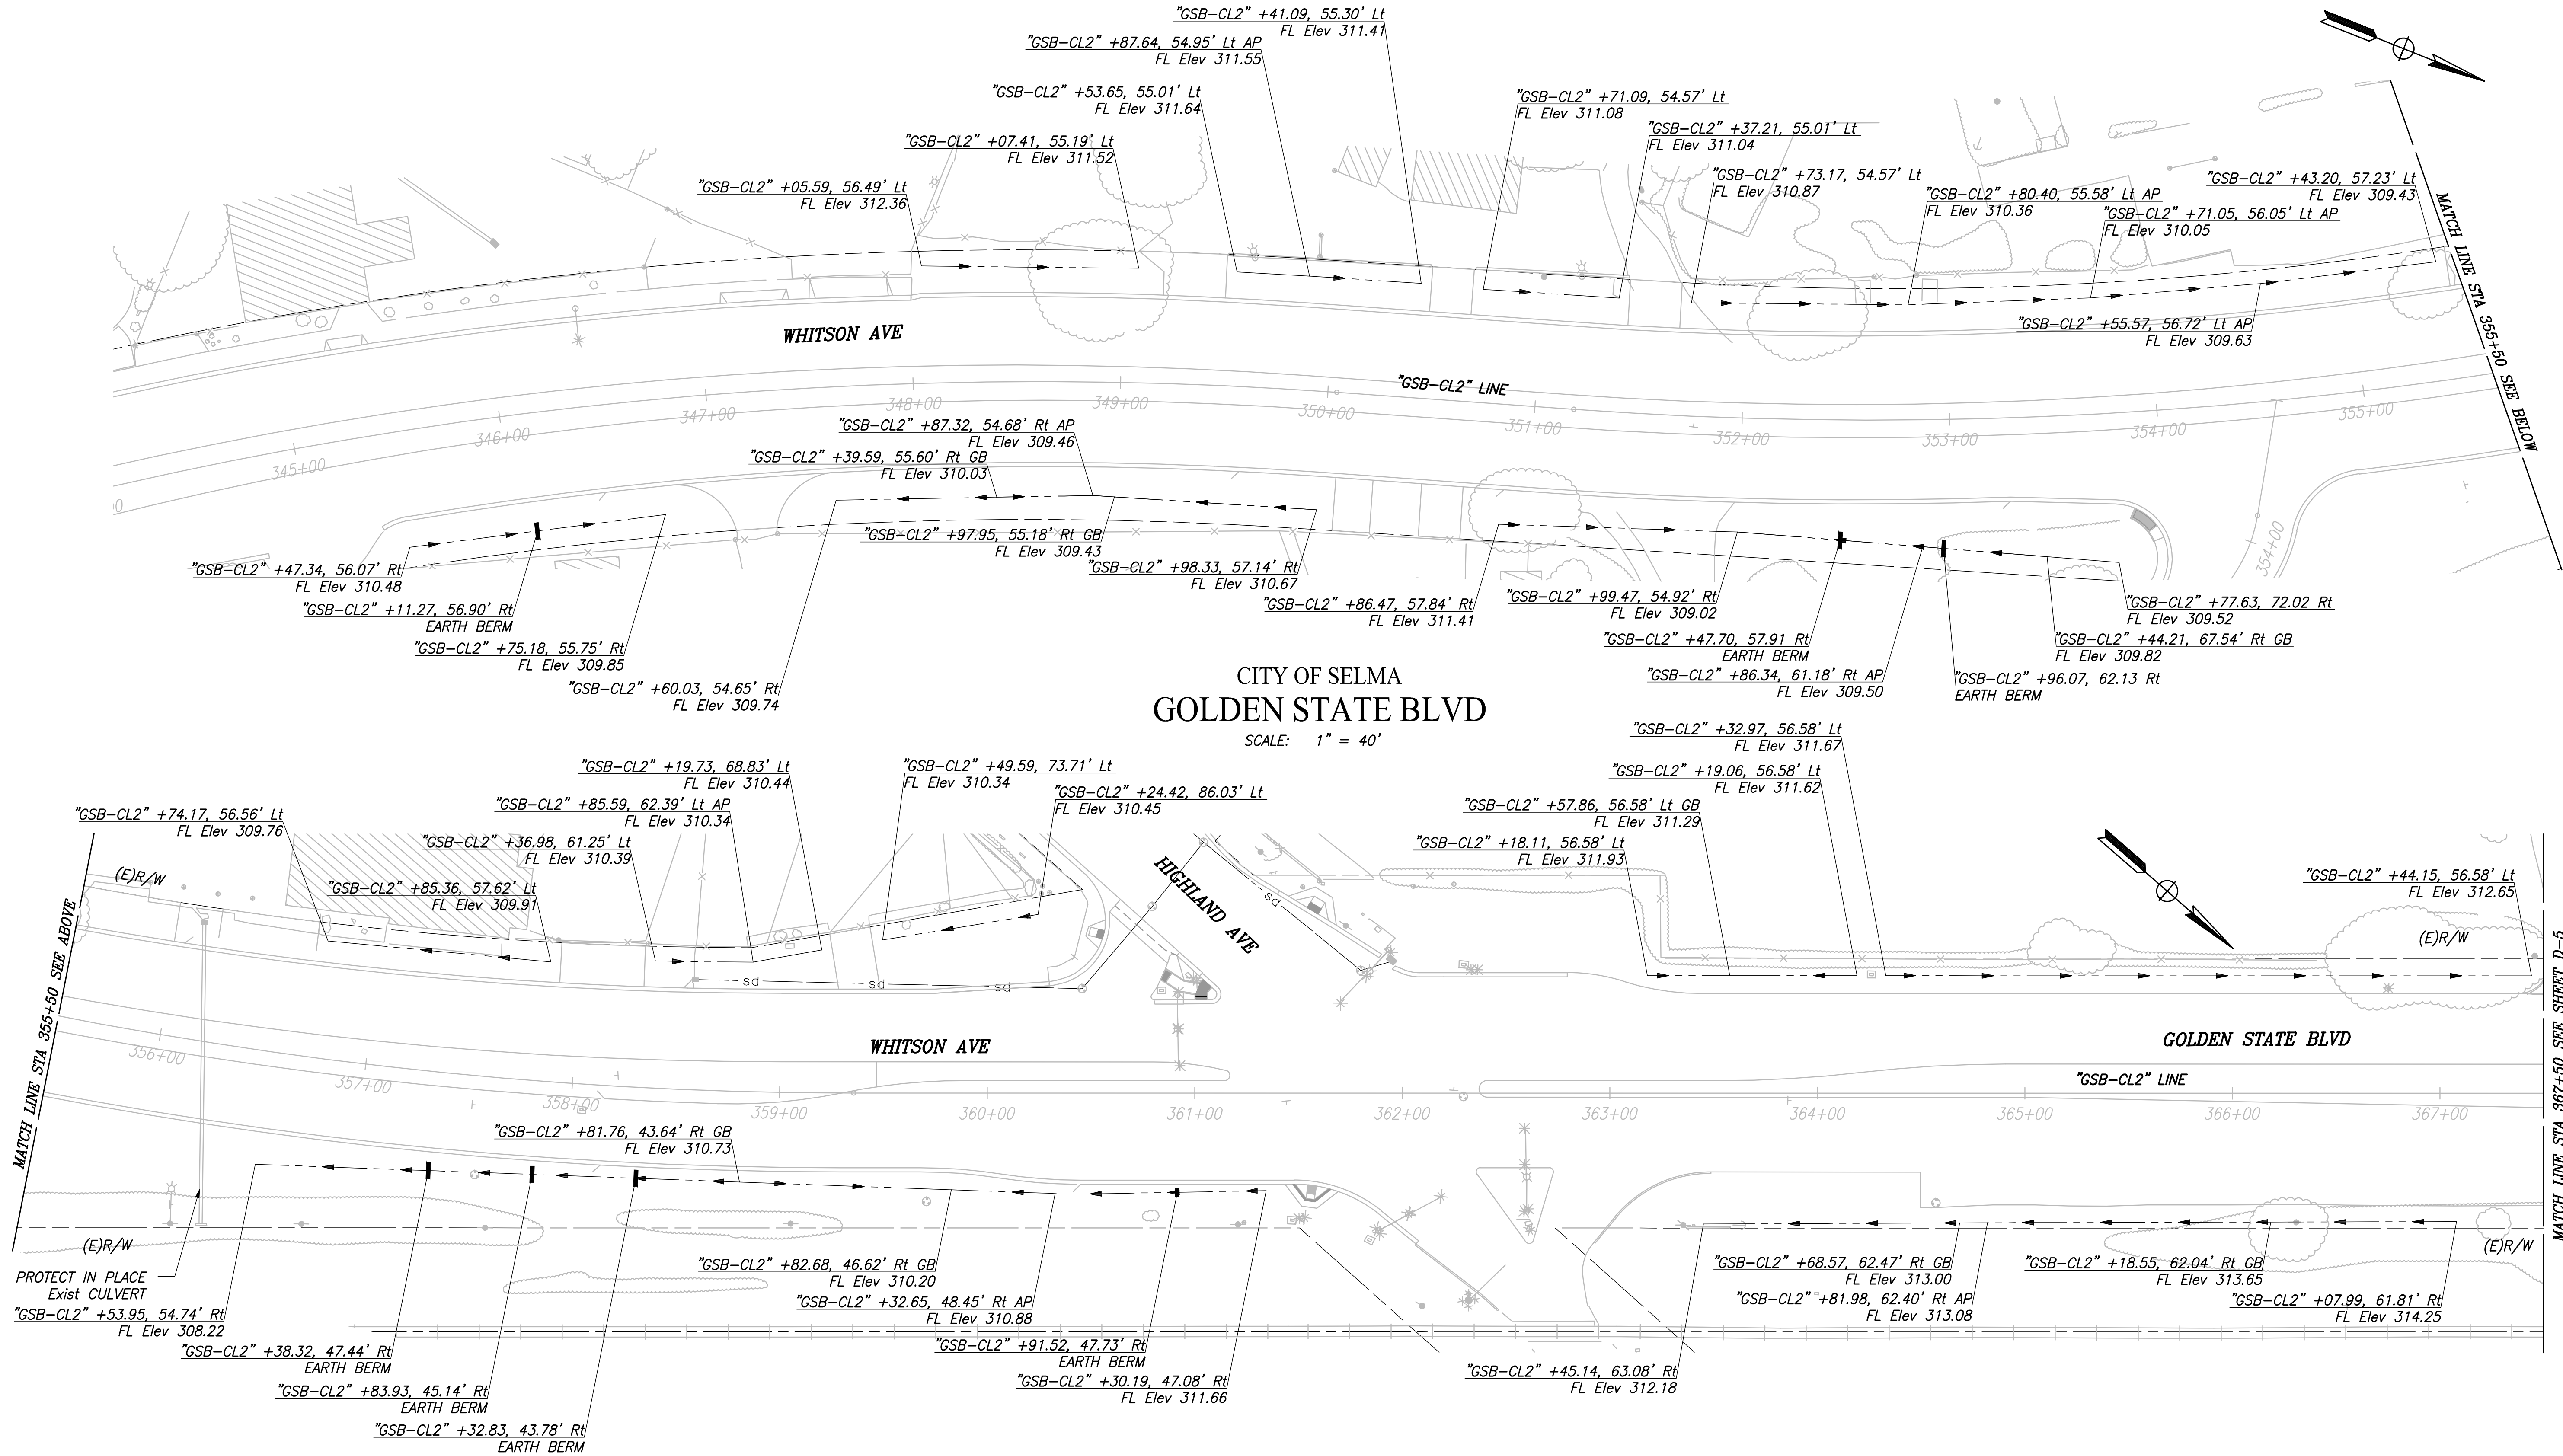 "GSB-CL2" +41.09, 55.30' Lt
FL Elev 311.41
"GSB-CL2" +87.64, 54.95' Lt AP
FL Elev 311.55
"GSB-CL2" +53.65, 55.01' Lt
FL Elev 311.64
"GSB-CL2" +07.41, 55.19' Lt
FL Elev 311.52
"GSB-CL2" +05.59, 56.49' Lt
FL Elev 312.36
"GSB-CL2" +71.09, 54.57' Lt
FL Elev 311.08
"GSB-CL2" +37.21, 55.01' Lt
FL Elev 311.04
"GSB-CL2" +73.17, 54.57' Lt
FL Elev 310.87
"GSB-CL2" +80.40, 55.58' Lt AP
FL Elev 310.36
"GSB-CL2" +71.05, 56.05' Lt AP
FL Elev 310.05
"GSB-CL2" +43.20, 57.23' Lt
FL Elev 309.43
"GSB-CL2" +55.57, 56.72' Lt AP
FL Elev 309.63
MATCH LINE STA 355+50 SEE BELOW
WHITSON AVE
"GSB-CL2" LINE
0
345+00
346+00
347+00
348+00
349+00
350+00
351+00
352+00
353+00
354+00
355+00
354+00
"GSB-CL2" +87.32, 54.68' Rt AP
FL Elev 309.46
"GSB-CL2" +39.59, 55.60' Rt GB
FL Elev 310.03
"GSB-CL2" +97.95, 55.18' Rt GB
FL Elev 309.43
"GSB-CL2" +98.33, 57.14' Rt
FL Elev 310.67
"GSB-CL2" +47.34, 56.07' Rt
FL Elev 310.48
"GSB-CL2" +11.27, 56.90' Rt
EARTH BERM
"GSB-CL2" +75.18, 55.75' Rt
FL Elev 309.85
"GSB-CL2" +60.03, 54.65' Rt
FL Elev 309.74
"GSB-CL2" +86.47, 57.84' Rt
FL Elev 311.41
"GSB-CL2" +99.47, 54.92' Rt
FL Elev 309.02
"GSB-CL2" +47.70, 57.91 Rt
EARTH BERM
"GSB-CL2" +86.34, 61.18' Rt AP
FL Elev 309.50
"GSB-CL2" +77.63, 72.02 Rt
FL Elev 309.52
"GSB-CL2" +44.21, 67.54' Rt GB
FL Elev 309.82
"GSB-CL2" +96.07, 62.13 Rt
EARTH BERM
CITY OF SELMA
GOLDEN STATE BLVD
SCALE: 1" = 40'
"GSB-CL2" +74.17, 56.56' Lt
FL Elev 309.76
"GSB-CL2" +19.73, 68.83' Lt
FL Elev 310.44
"GSB-CL2" +85.59, 62.39' Lt AP
FL Elev 310.34
"GSB-CL2" +36.98, 61.25' Lt
FL Elev 310.39
"GSB-CL2" +85.36, 57.62' Lt
FL Elev 309.91
"GSB-CL2" +49.59, 73.71' Lt
FL Elev 310.34
"GSB-CL2" +24.42, 86.03' Lt
FL Elev 310.45
"GSB-CL2" +32.97, 56.58' Lt
FL Elev 311.67
"GSB-CL2" +19.06, 56.58' Lt
FL Elev 311.62
"GSB-CL2" +57.86, 56.58' Lt GB
FL Elev 311.29
"GSB-CL2" +18.11, 56.58' Lt
FL Elev 311.93
"GSB-CL2" +44.15, 56.58' Lt
FL Elev 312.65
(E)R/W
(E)R/W
HIGHLAND AVE
sd
sd
sd
sd
MATCH LINE STA 355+50 SEE ABOVE
MATCH LINE STA 367+50 SEE SHEET D-5
WHITSON AVE
GOLDEN STATE BLVD
"GSB-CL2" LINE
356+00
357+00
358+00
359+00
360+00
361+00
362+00
363+00
364+00
365+00
366+00
367+00
"GSB-CL2" +81.76, 43.64' Rt GB
FL Elev 310.73
(E)R/W
(E)R/W
PROTECT IN PLACE
Exist CULVERT
"GSB-CL2" +53.95, 54.74' Rt
FL Elev 308.22
"GSB-CL2" +38.32, 47.44' Rt
EARTH BERM
"GSB-CL2" +83.93, 45.14' Rt
EARTH BERM
"GSB-CL2" +32.83, 43.78' Rt
EARTH BERM
"GSB-CL2" +82.68, 46.62' Rt GB
FL Elev 310.20
"GSB-CL2" +32.65, 48.45' Rt AP
FL Elev 310.88
"GSB-CL2" +91.52, 47.73' Rt
EARTH BERM
"GSB-CL2" +30.19, 47.08' Rt
FL Elev 311.66
"GSB-CL2" +68.57, 62.47' Rt GB
FL Elev 313.00
"GSB-CL2" +81.98, 62.40' Rt AP
FL Elev 313.08
"GSB-CL2" +45.14, 63.08' Rt
FL Elev 312.18
"GSB-CL2" +18.55, 62.04' Rt GB
FL Elev 313.65
"GSB-CL2" +07.99, 61.81' Rt
FL Elev 314.25